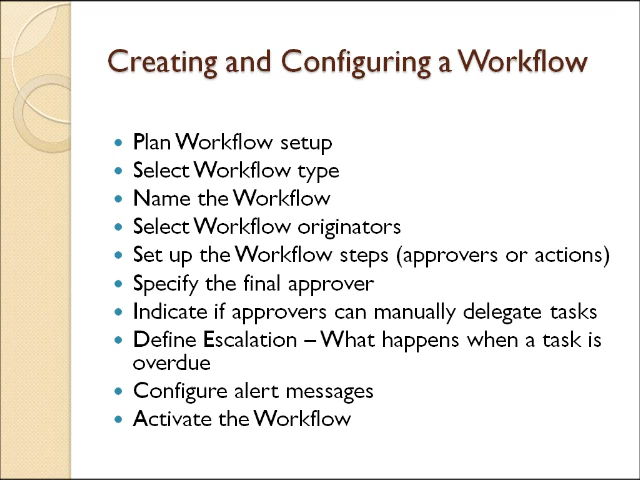 Creating and Configuring a Workflow
• Plan Workflow setup
• Select Workflow type
• Name the Workflow
• Select Workflow originators
• Set up the Workflow steps (approvers or actions)
• Specify the final approver
• Indicate if approvers can manually delegate tasks
• Define Escalation – What happens when a task is
overdue
• Configure alert messages
• Activate the Workflow